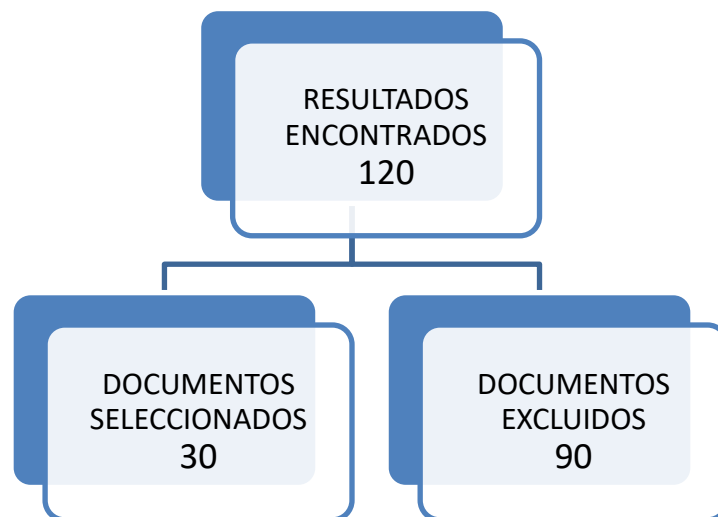 RESULTADOS
ENCONTRADOS
120
DOCUMENTOS
SELECCIONADOS
30
DOCUMENTOS
EXCLUIDOS
90